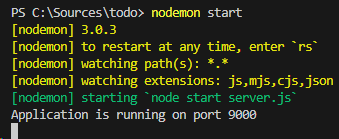 PS C:\Sources\todo> nodemon start
[nodemon] 3.0.3
[nodemon] to restart at any time, enter `rs`
[nodemon] watching path(s): *.*
[nodemon] watching extensions: js,mjs,cjs,json
[nodemon] starting `node start server.js`
Application is running on port 9000